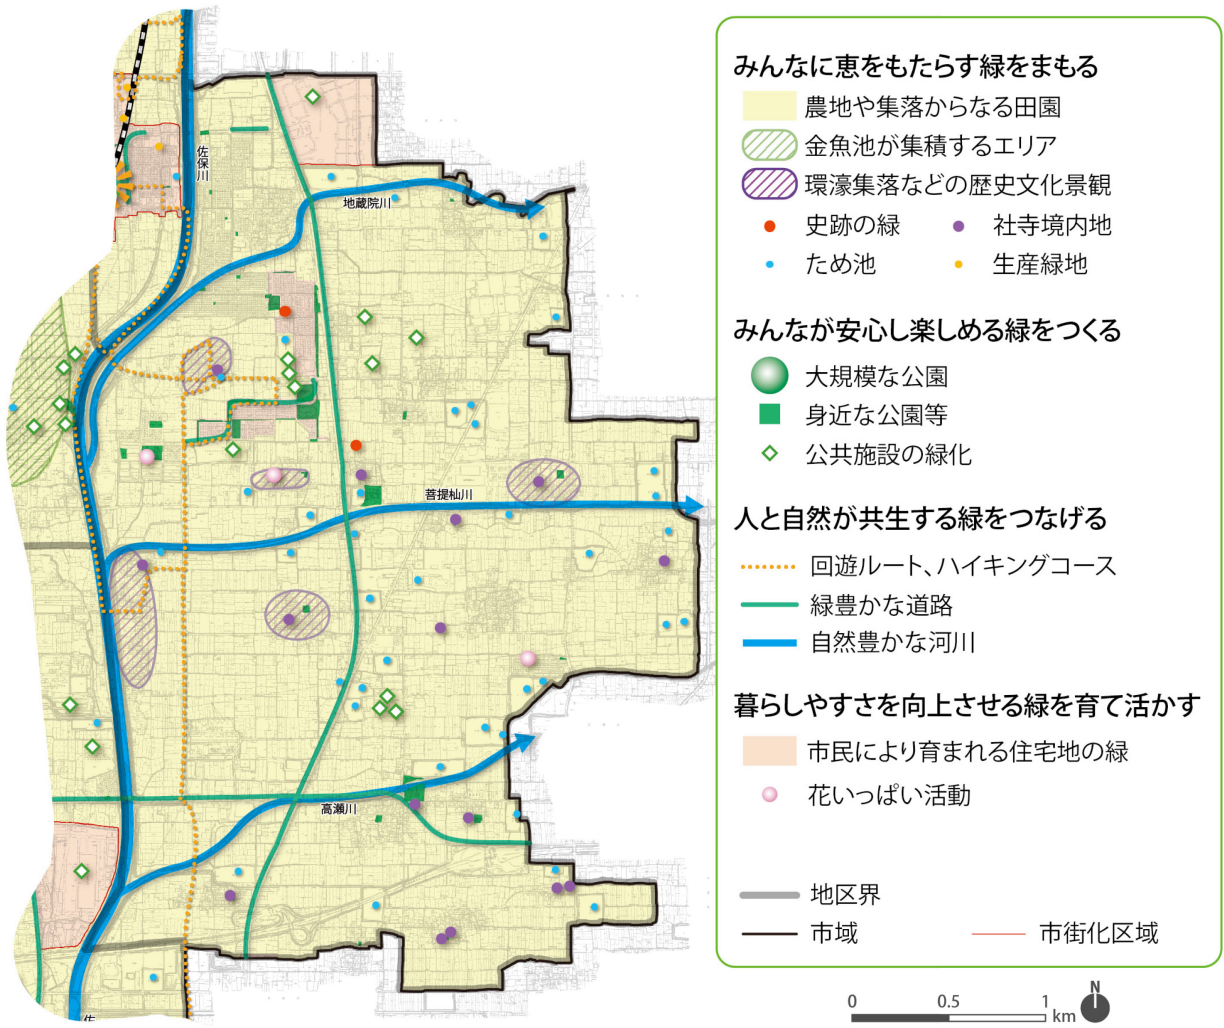 佐保川
地蔵院川
菩提杣川
高瀬川
佐
みんなに恵をもたらす緑をまもる
農地や集落からなる田園
金魚池が集積するエリア
環濠集落などの歴史文化景観
史跡の緑 社寺境内地
ため池 生産緑地
みんなが安心し楽しめる緑をつくる
大規模な公園
身近な公園等
公共施設の緑化
人と自然が共生する緑をつなげる
回遊ルート、ハイキングコース
緑豊かな道路
自然豊かな河川
暮らしやすさを向上させる緑を育て活かす
市民により育まれる住宅地の緑
花いっぱい活動
地区界
市域 市街化区域
0 0.5 1 km
N